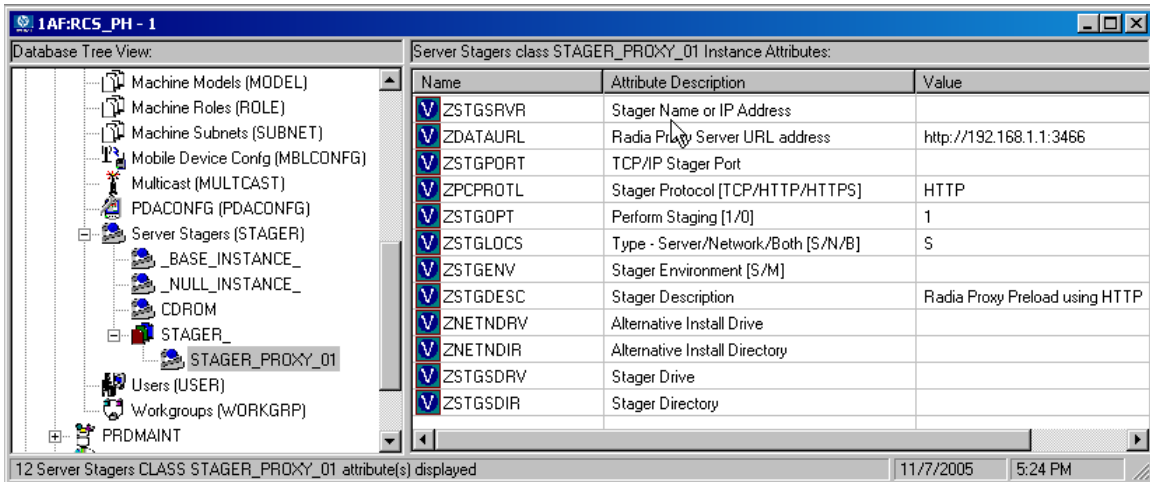 1AF:RCS_PH - 1
Database Tree View:
Machine Models (MODEL)
Machine Roles (ROLE)
Machine Subnets (SUBNET)
Mobile Device Confg (MBLCONFG)
Multicast (MULTCAST)
PDACONFG (PDACONFG)
Server Stagers (STAGER)
_BASE_INSTANCE_
_NULL_INSTANCE_
CDROM
STAGER_
STAGER_PROXY_01
Users (USER)
Workgroups (WORKGRP)
PRDMAINT
Server Stagers class STAGER_PROXY_01 Instance Attributes:
Name Attribute Description Value
ZSTGSRVR Stager Name or IP Address
ZDATAURL Radia Proxy Server URL address http://192.168.1.1:3466
ZSTGPORT TCP/IP Stager Port
ZPCPROTL Stager Protocol [TCP/HTTP/HTTPS] HTTP
ZSTGOPT Perform Staging [1/0] 1
ZSTGLOCS Type - Server/Network/Both [S/N/B] S
ZSTGENV Stager Environment [S/M]
ZSTGDESC Stager Description Radia Proxy Preload using HTTP
ZNETNDRV Alternative Install Drive
ZNETNDIR Alternative Install Directory
ZSTGSDRV Stager Drive
ZSTGSDIR Stager Directory
12 Server Stagers CLASS STAGER_PROXY_01 attribute(s) displayed 11/7/2005 5:24 PM